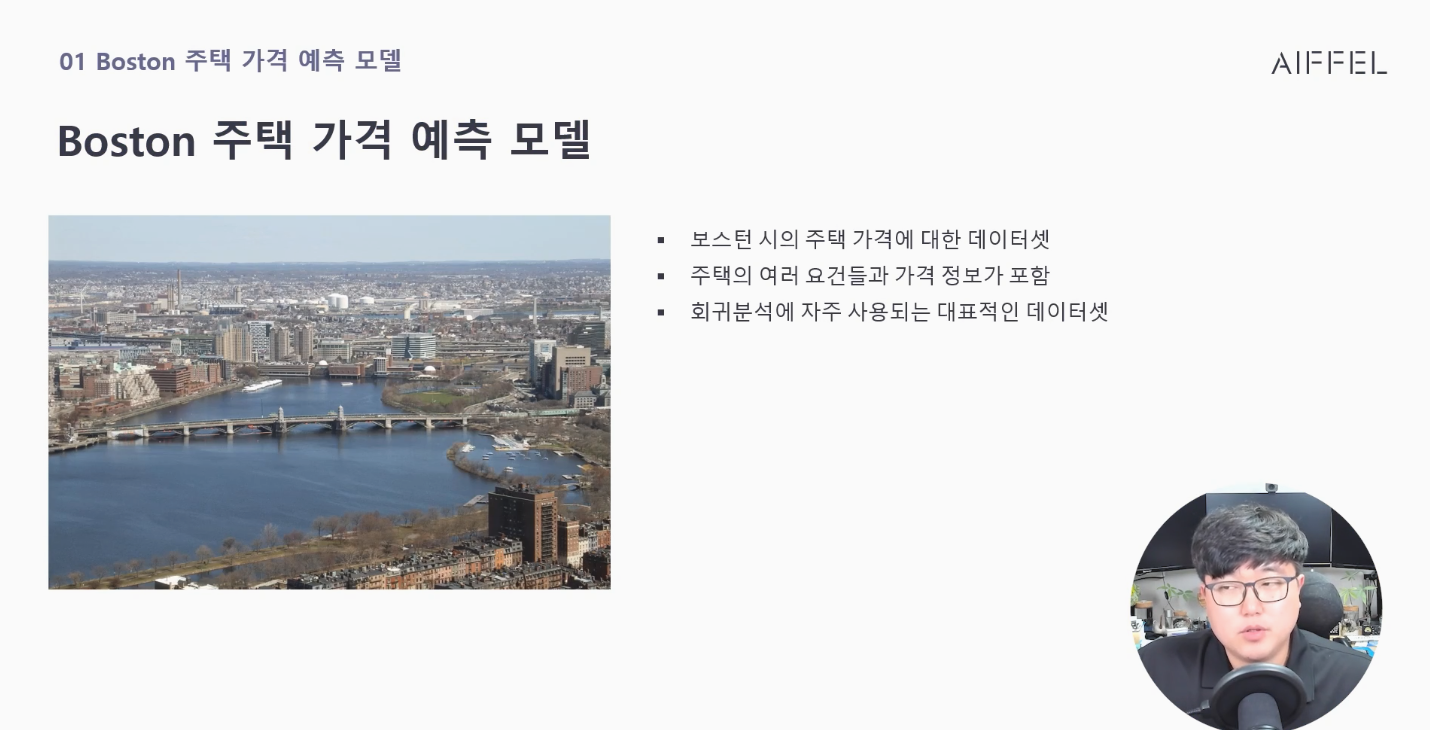 01 Boston 주택 가격 예측 모델
AIFFEL
Boston 주택 가격 예측 모델
▪ 보스턴 시의 주택 가격에 대한 데이터셋
▪ 주택의 여러 요건들과 가격 정보가 포함
▪ 회귀분석에 자주 사용되는 대표적인 데이터셋